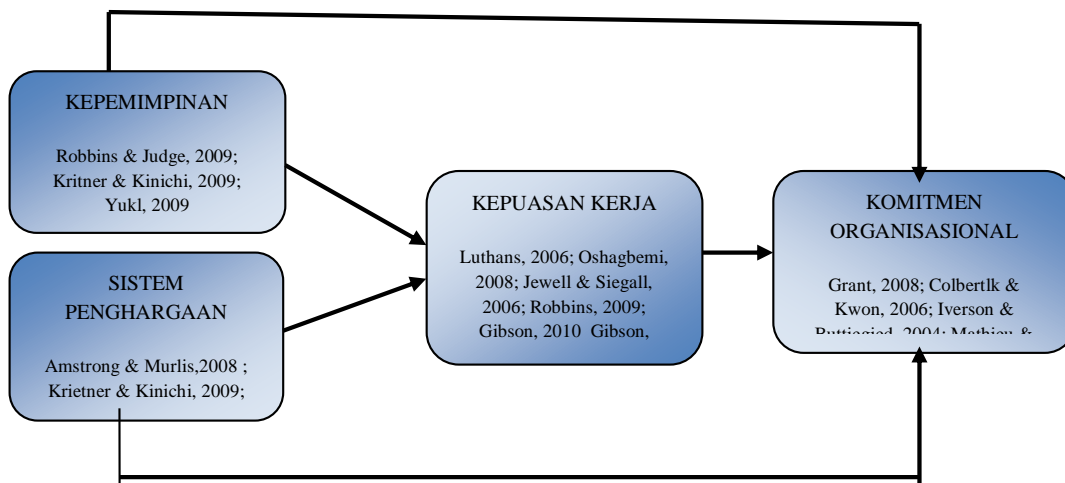 KEPEMIMPINAN
Robbins & Judge, 2009;
Kritner & Kinichi, 2009;
Yukl, 2009
SISTEM
PENGHARGAAN
Amstrong & Murlis,2008 ;
Krietner & Kinichi, 2009;
KEPUASAN KERJA
Luthans, 2006; Oshagbemi,
2008; Jewell & Siegall,
2006; Robbins, 2009;
Gibson, 2010 Gibson,
KOMITMEN
ORGANISASIONAL
Grant, 2008; Colbertlk &
Kwon, 2006; Iverson &
2004; Mathieu &